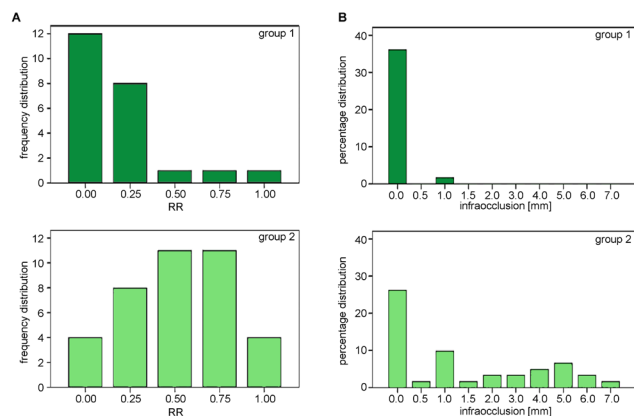 A
group 1
frequency distribution
12
10
8
6
4
2
0
0.00 0.25 0.50 0.75 1.00
RR
B
group 1
percentage distribution
40
30
20
10
0
0.0 0.5 1.0 1.5 2.0 3.0 4.0 5.0 6.0 7.0
infraocclusion [mm]
group 2
frequency distribution
12
10
8
6
4
2
0
0.00 0.25 0.50 0.75 1.00
RR
group 2
percentage distribution
40
30
20
10
0
0.0 0.5 1.0 1.5 2.0 3.0 4.0 5.0 6.0 7.0
infraocclusion [mm]